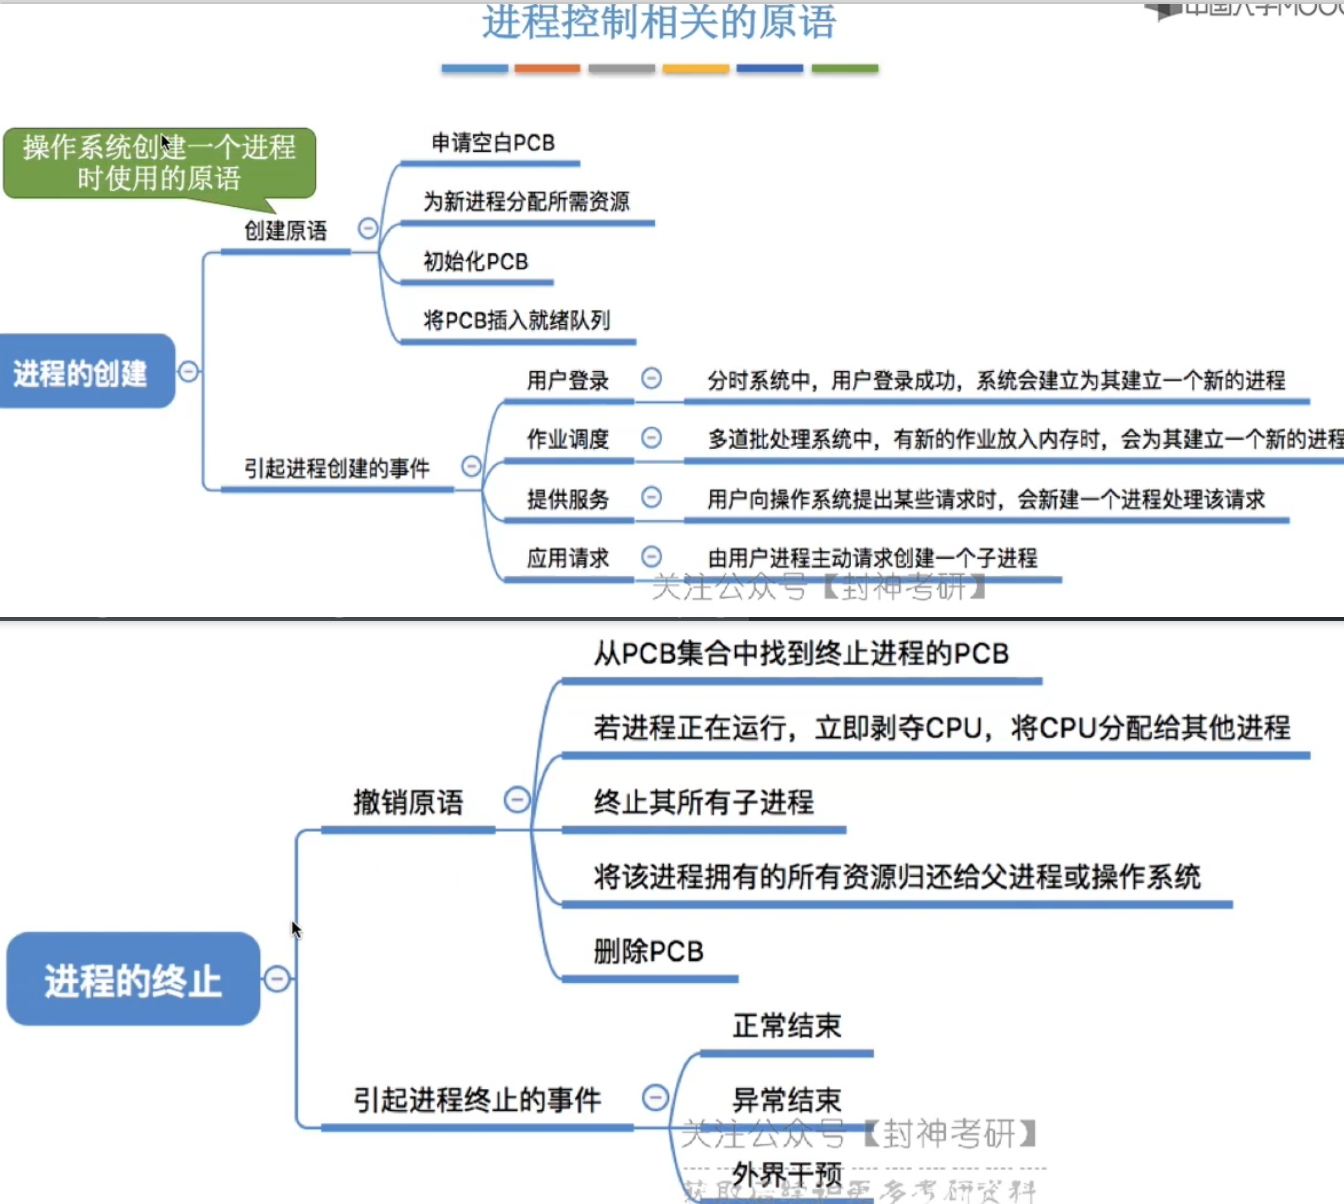 进程控制相关的原语
中国大学MOOC
操作系统创建一个进程
时使用的原语
申请空白PCB
为新进程分配所需资源
创建原语
初始化PCB
将PCB插入就绪队列
进程的创建
用户登录
分时系统中，用户登录成功，系统会建立为其建立一个新的进程
作业调度
多道批处理系统中，有新的作业放入内存时，会为其建立一个新的进程
引起进程创建的事件
提供服务
用户向操作系统提出某些请求时，会新建一个进程处理该请求
应用请求
由用户进程主动请求创建一个子进程
关注公众号【封神考研】
从PCB集合中找到终止进程的PCB
若进程正在运行，立即剥夺CPU，将CPU分配给其他进程
撤销原语
终止其所有子进程
将该进程拥有的所有资源归还给父进程或操作系统
删除PCB
进程的终止
正常结束
引起进程终止的事件
异常结束
关注公众号【封神考研】
外界干预
获取 更多考研资料